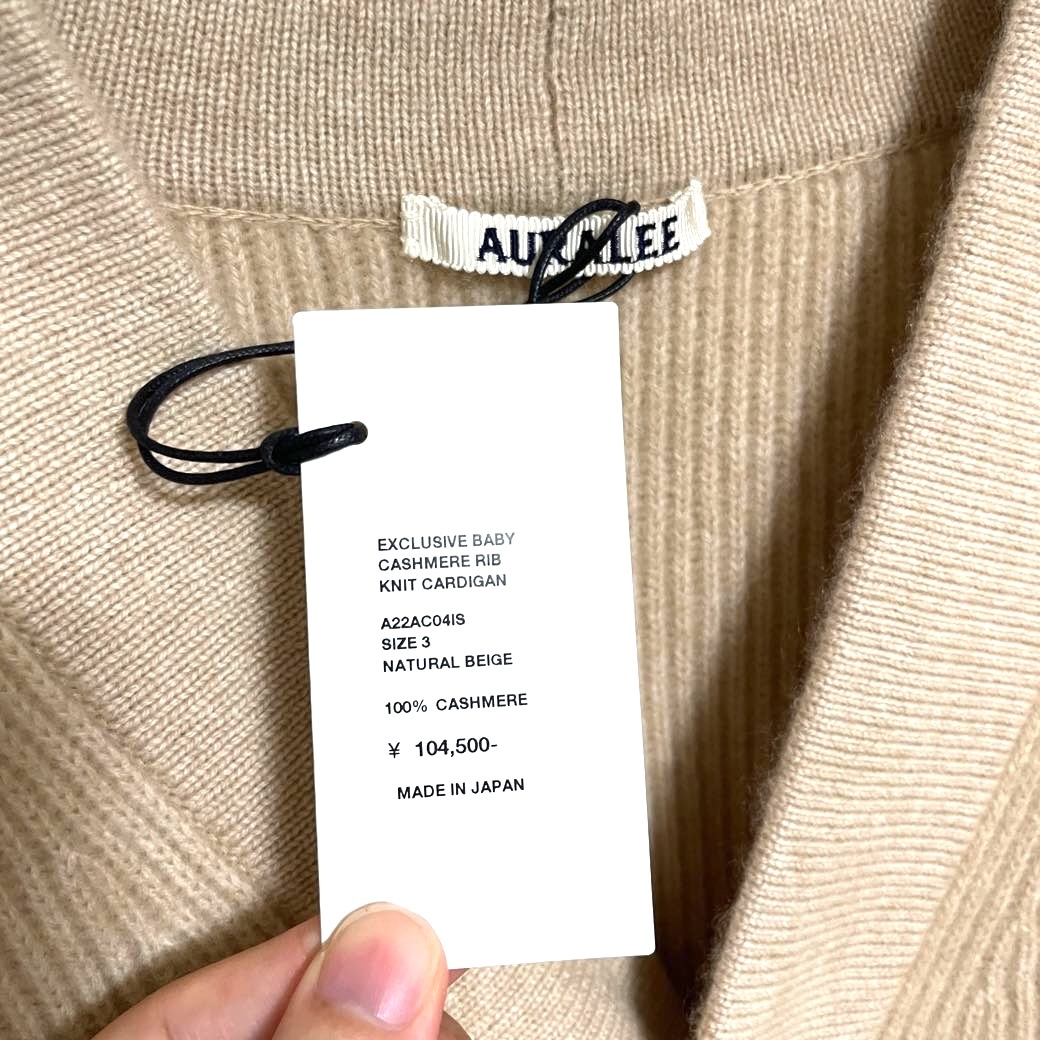 AURALEE
EXCLUSIVE BABY
CASHMERE RIB
KNIT CARDIGAN
A22AC04IS
SIZE 3
NATURAL BEIGE
100% CASHMERE
¥ 104,500-
MADE IN JAPAN